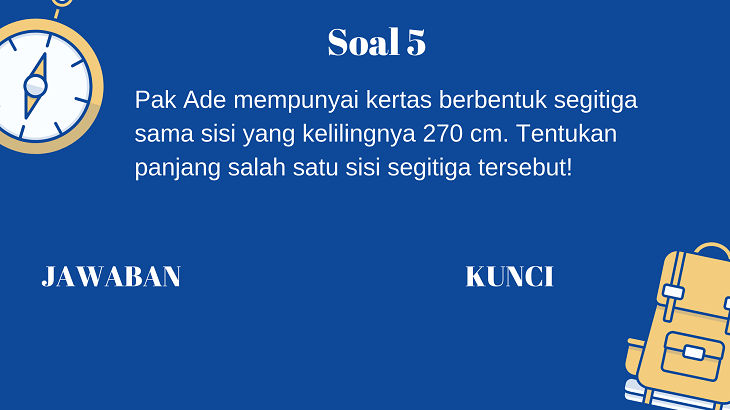 Soal 5
Pak Ade mempunyai kertas berbentuk segitiga
sama sisi yang kelilingnya 270 cm. Tentukan
panjang salah satu sisi segitiga tersebut!
JAWABAN
KUNCI